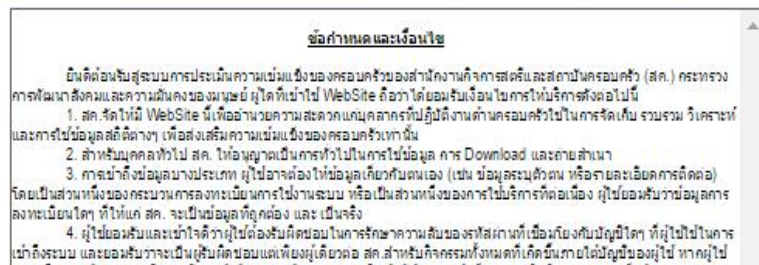 ข้อกำหนดและเงื่อนไข
ยินดีต้อนรับสู่ระบบการประเมินความเข้มแข็งของครอบครัวของสำนักงานกิจการสตรีและสถาบันครอบครัว (สค.) กระทรวง
การพัฒนาสังคมและความมั่นคงของมนุษย์ ผู้ใดที่เข้าใช้ WebSite ถือว่าได้ยอมรับเงื่อนไขการให้บริการดังต่อไปนี้
1. สค.จัดให้มี WebSite นี้เพื่ออำนวยความสะดวกแก่บุคลากรที่ปฏิบัติงานด้านครอบครัวใช้ในการจัดเก็บ รวบรวม วิเคราะห์
และการใช้ข้อมูลสถิติต่างๆ เพื่อส่งเสริมความเข้มแข็งของครอบครัวเท่านั้น
2. สำหรับบุคคลทั่วไป สค. ให้อนุญาตเป็นการทั่วไปในการใช้ข้อมูล การ Download และถ่ายสำเนา
3. การเข้าถึงข้อมูลบางประเภท ผู้ใช้อาจต้องให้ข้อมูลเกี่ยวกับตนเอง (เช่น ข้อมูลระบุตัวตน หรือรายละเอียดการติดต่อ)
โดยเป็นส่วนหนึ่งของกระบวนการลงทะเบียนการใช้งานระบบ หรือเป็นส่วนหนึ่งของการใช้บริการที่ต่อเนื่อง ผู้ใช้ยอมรับว่าข้อมูลการ
ลงทะเบียนใดๆ ที่ให้แก่ สค. จะเป็นข้อมูลที่ถูกต้อง และ เป็นจริง
4. ผู้ใช้ยอมรับและเข้าใจดีว่าผู้ใช้ต้องรับผิดชอบในการรักษาความลับของรหัสผ่านที่เชื่อมโยงกับบัญชีใดๆ ที่ผู้ใช้ใช้ในการ
เข้าถึงระบบ และยอมรับว่าจะเป็นผู้รับผิดชอบแต่เพียงผู้เดียวต่อ สค.สำหรับกิจกรรมทั้งหมดที่เกิดขึ้นภายใต้บัญชีของผู้ใช้ หากผู้ใช้